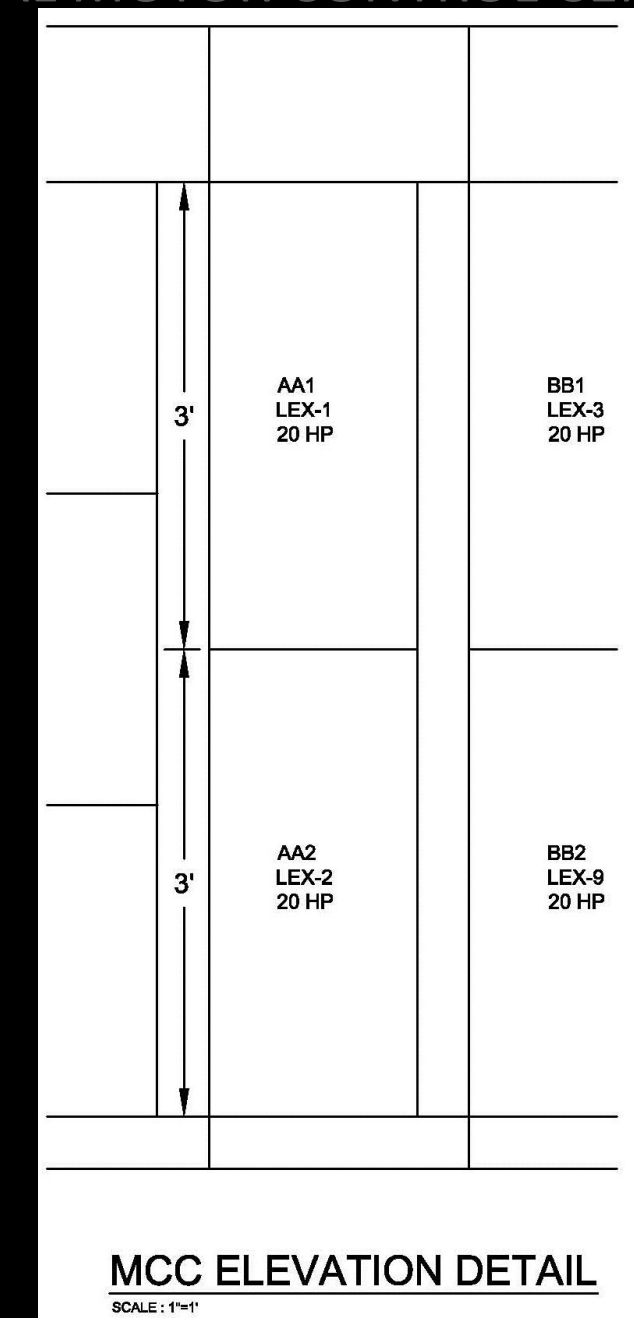 3'
AA1
LEX-1
20 HP
BB1
LEX-3
20 HP
3'
AA2
LEX-2
20 HP
BB2
LEX-9
20 HP
MCC ELEVATION DETAIL
SCALE : 1"=1'